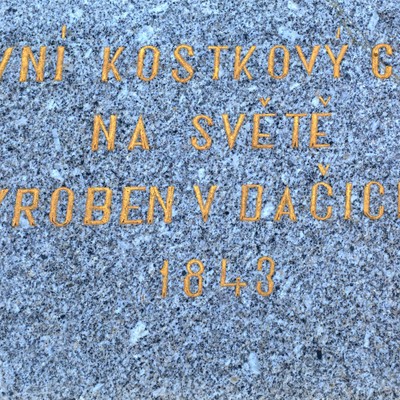 VNÍ KOSTKOVÝ C
NA SVĚTĚ
YROBEN V DAČIC
1843